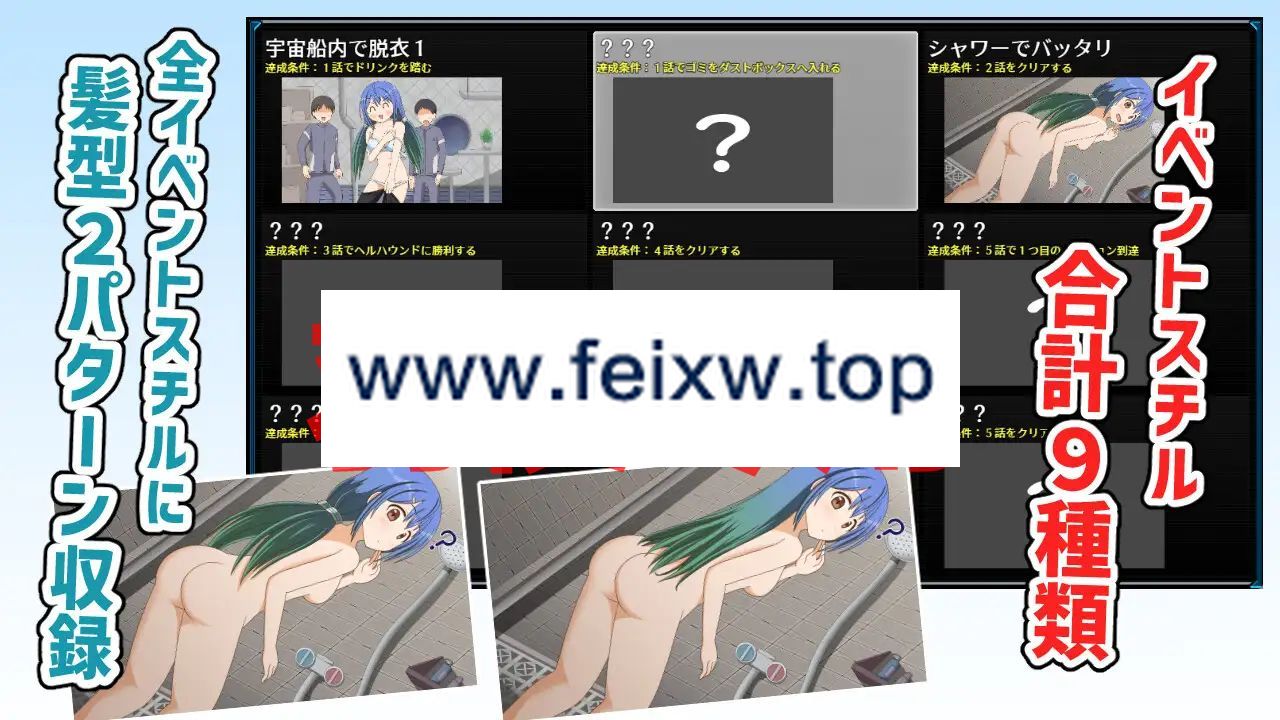 全イベントスチルに
髪型2パターン収録
宇宙船内で脱衣1
達成条件：1話でドリンクを踏む
???
達成条件：1話でゴミをダストボックスへ入れる
?
シャワーでバッタリ
達成条件：2話をクリアする
???
達成条件：3話でヘルハウンドに勝利する
???
達成条件：4話をクリアする
???
達成条件：5話で1つ目の
ョン到達
www.feixw.top
???
達成条件
??
件：5話をクリア
イベントスチル
合計9種類
?
?